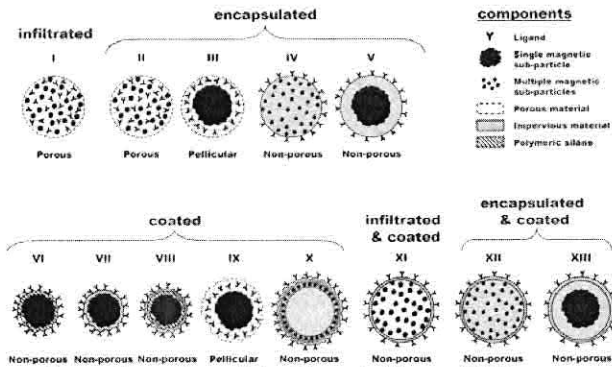 encapsulated
components
infiltrated
I II III IV V
Ligand
Single magnetic
sub-particle
Multiple magnetic
sub-particles
Porous material
Impervious material
Polymeric silane
Porous Porous Pellicular Non-porous Non-porous
coated
infiltrated
& coated
encapsulated
& coated
VI VII VIII IX X XI XII XIII
Non-porous Non-porous Non-porous Pellicular Non-porous Non-porous Non-porous Non-porous